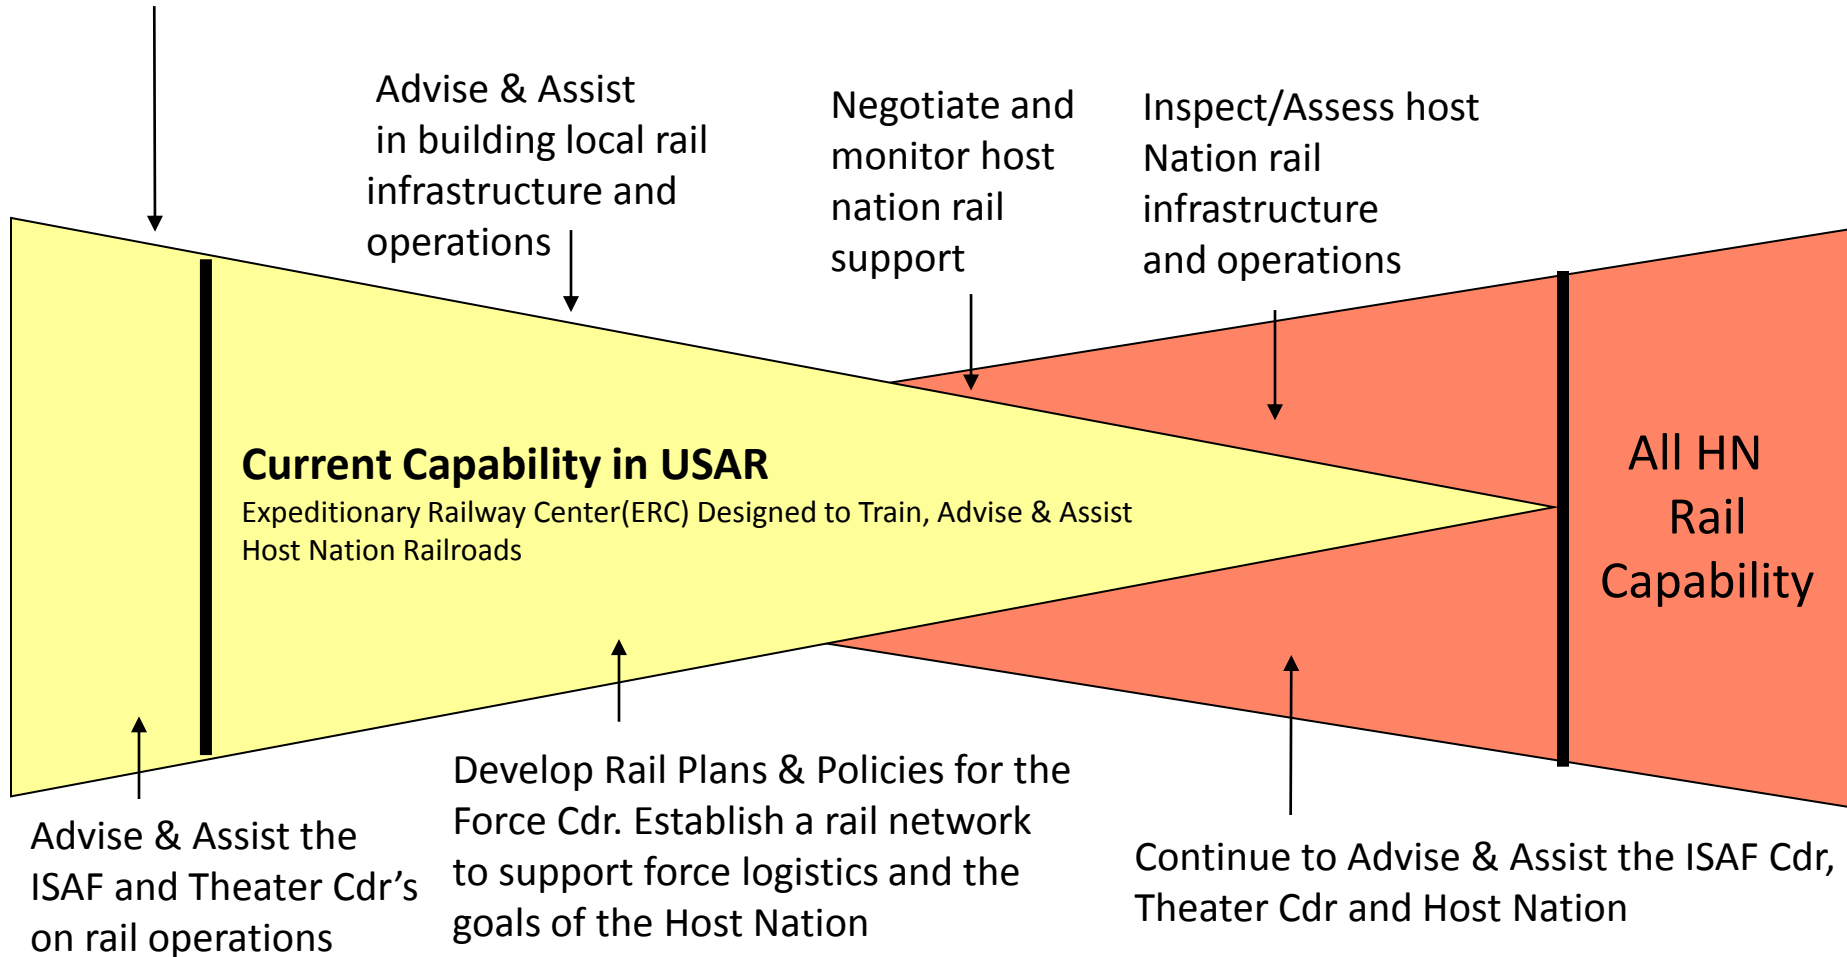 Advise & Assist
in building local rail
infrastructure and
operations
Negotiate and
monitor host
nation rail
support
Inspect/Assess host
Nation rail
infrastructure
and operations
Current Capability in USAR
Expeditionary Railway Center(ERC) Designed to Train, Advise & Assist
Host Nation Railroads
All HN
Rail
Capability
Advise & Assist the
ISAF and Theater Cdr’s
on rail operations
Develop Rail Plans & Policies for the
Force Cdr. Establish a rail network
to support force logistics and the
goals of the Host Nation
Continue to Advise & Assist the ISAF Cdr,
Theater Cdr and Host Nation